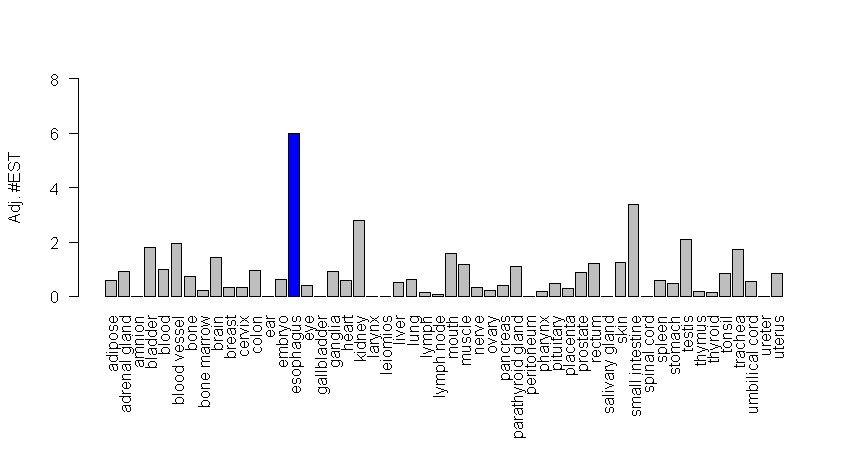 Adj. #EST
8
6
4
2
0
adipose
adrenal gland
amnion
bladder
blood
blood vessel
bone
bone marrow
brain
breast
cervix
colon
ear
embryo
esophagus
eye
gallbladder
ganglia
heart
kidney
larynx
leiomios
liver
lung
lymph
lymph node
mouth
muscle
nerve
ovary
pancreas
parathyroid gland
peritoneum
pharynx
pituitary
placenta
prostate
rectum
salivary gland
skin
small intestine
spinal cord
spleen
stomach
testis
thymus
thyroid
tonsil
trachea
umbilical cord
ureter
uterus